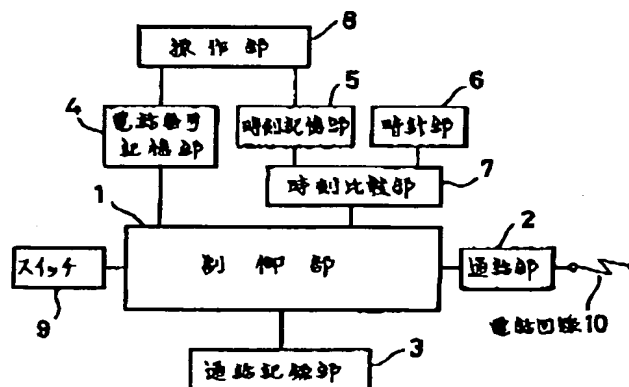 8
操作部
5
6
4
電話番号
記憶部
時刻記憶部
時計部
7
時刻比較部
1
2
スイッチ
制御部
通話部
9
電話回線10
3
通話記録部